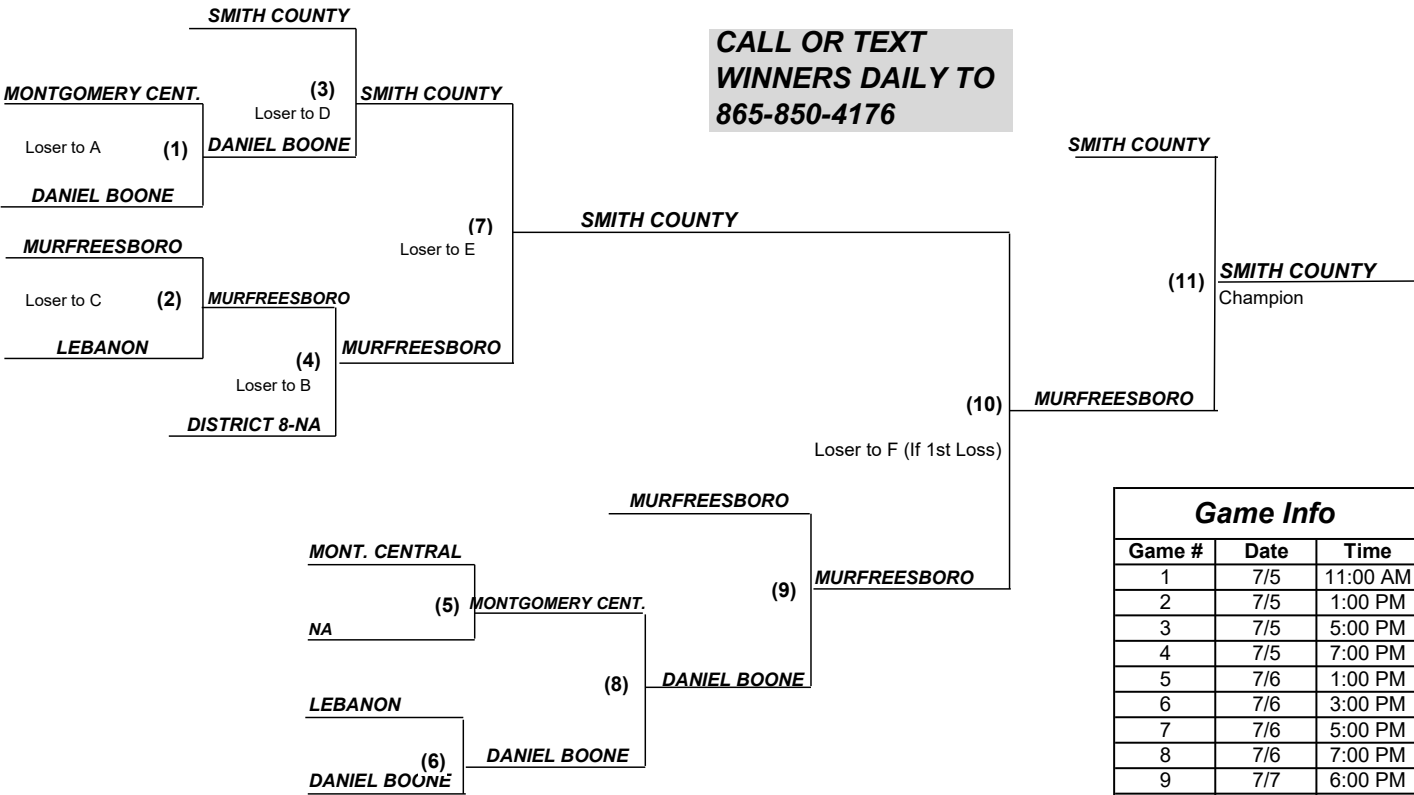 SMITH COUNTY
CALL OR TEXT
WINNERS DAILY TO
865-850-4176
MONTGOMERY CENT.
(3)
SMITH COUNTY
Loser to D
Loser to A
(1)
DANIEL BOONE
SMITH COUNTY
DANIEL BOONE
(7)
SMITH COUNTY
Loser to E
MURFREESBORO
(11)
SMITH COUNTY
Champion
Loser to C
(2)
MURFREESBORO
LEBANON
(4)
MURFREESBORO
Loser to B
DISTRICT 8-NA
(10)
MURFREESBORO
Loser to F (If 1st Loss)
MURFREESBORO
MONT. CENTRAL
(9)
MURFREESBORO
(5)
MONTGOMERY CENT.
NA
(8)
DANIEL BOONE
LEBANON
(6)
DANIEL BOONE
DANIEL BOONE
Game Info
Game # Date Time
1 7/5 11:00 AM
2 7/5 1:00 PM
3 7/5 5:00 PM
4 7/5 7:00 PM
5 7/6 1:00 PM
6 7/6 3:00 PM
7 7/6 5:00 PM
8 7/6 7:00 PM
9 7/7 6:00 PM